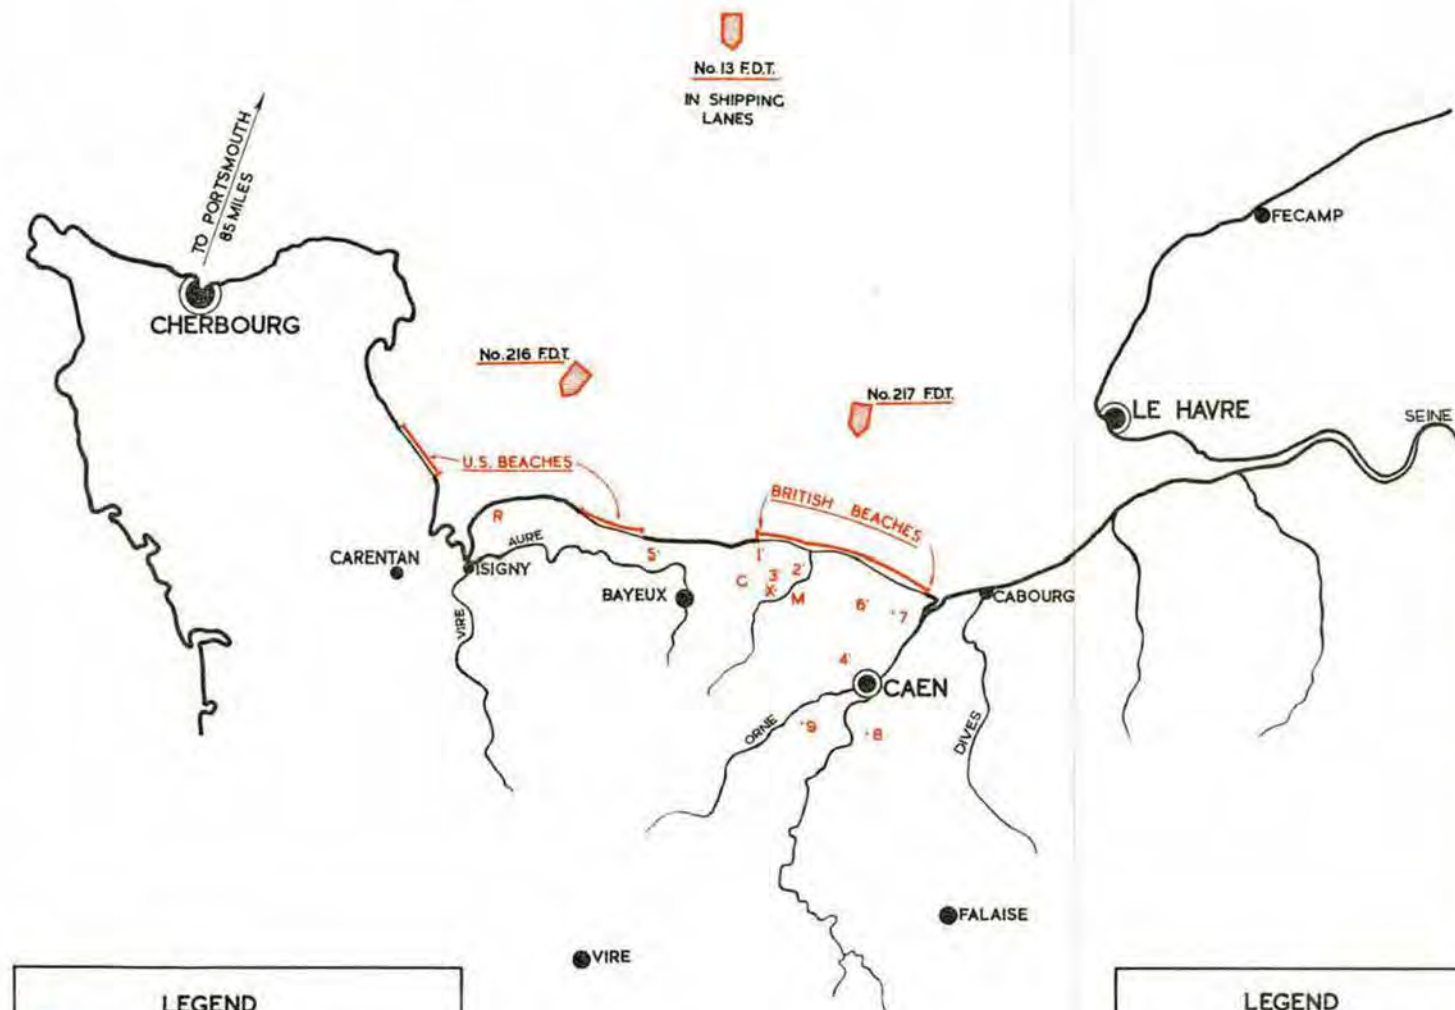 No. 13 F.D.T.
IN SHIPPING
LANES
TO PORTSMOUTH
85 MILES
FECAMP
CHERBOURG
No. 216 F.D.T.
No. 217 F.D.T.
LE HAVRE
SEINE
U.S. BEACHES
BRITISH BEACHES
R
AURE
CARENTAN
ISIGNY
5
1
G
3
2
X
M
BAYEUX
6
7
CABOURG
VIRE
4
CAEN
ORNE
9
8
DIVES
FALAISE
VIRE
LEGEND
LEGEND